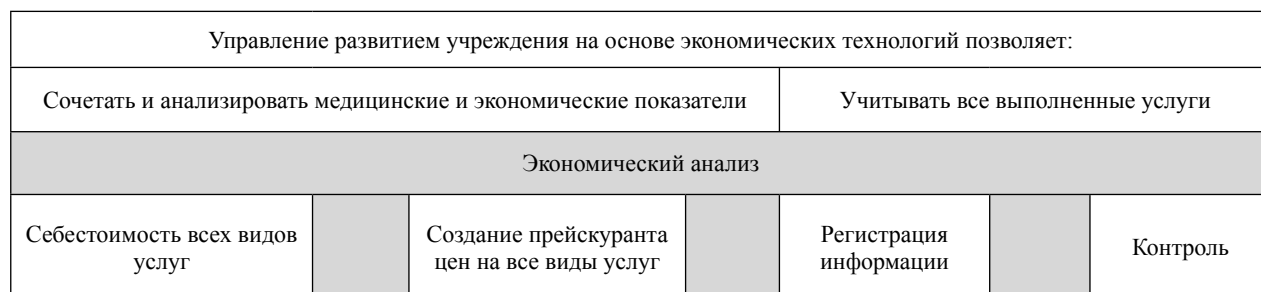 Управление развитием учреждения на основе экономических технологий позволяет:
Сочетать и анализировать медицинские и экономические показатели
Учитывать все выполненные услуги
Экономический анализ
Себестоимость всех видов
услуг
Создание прейскуранта
цен на все виды услуг
Регистрация
информации
Контроль